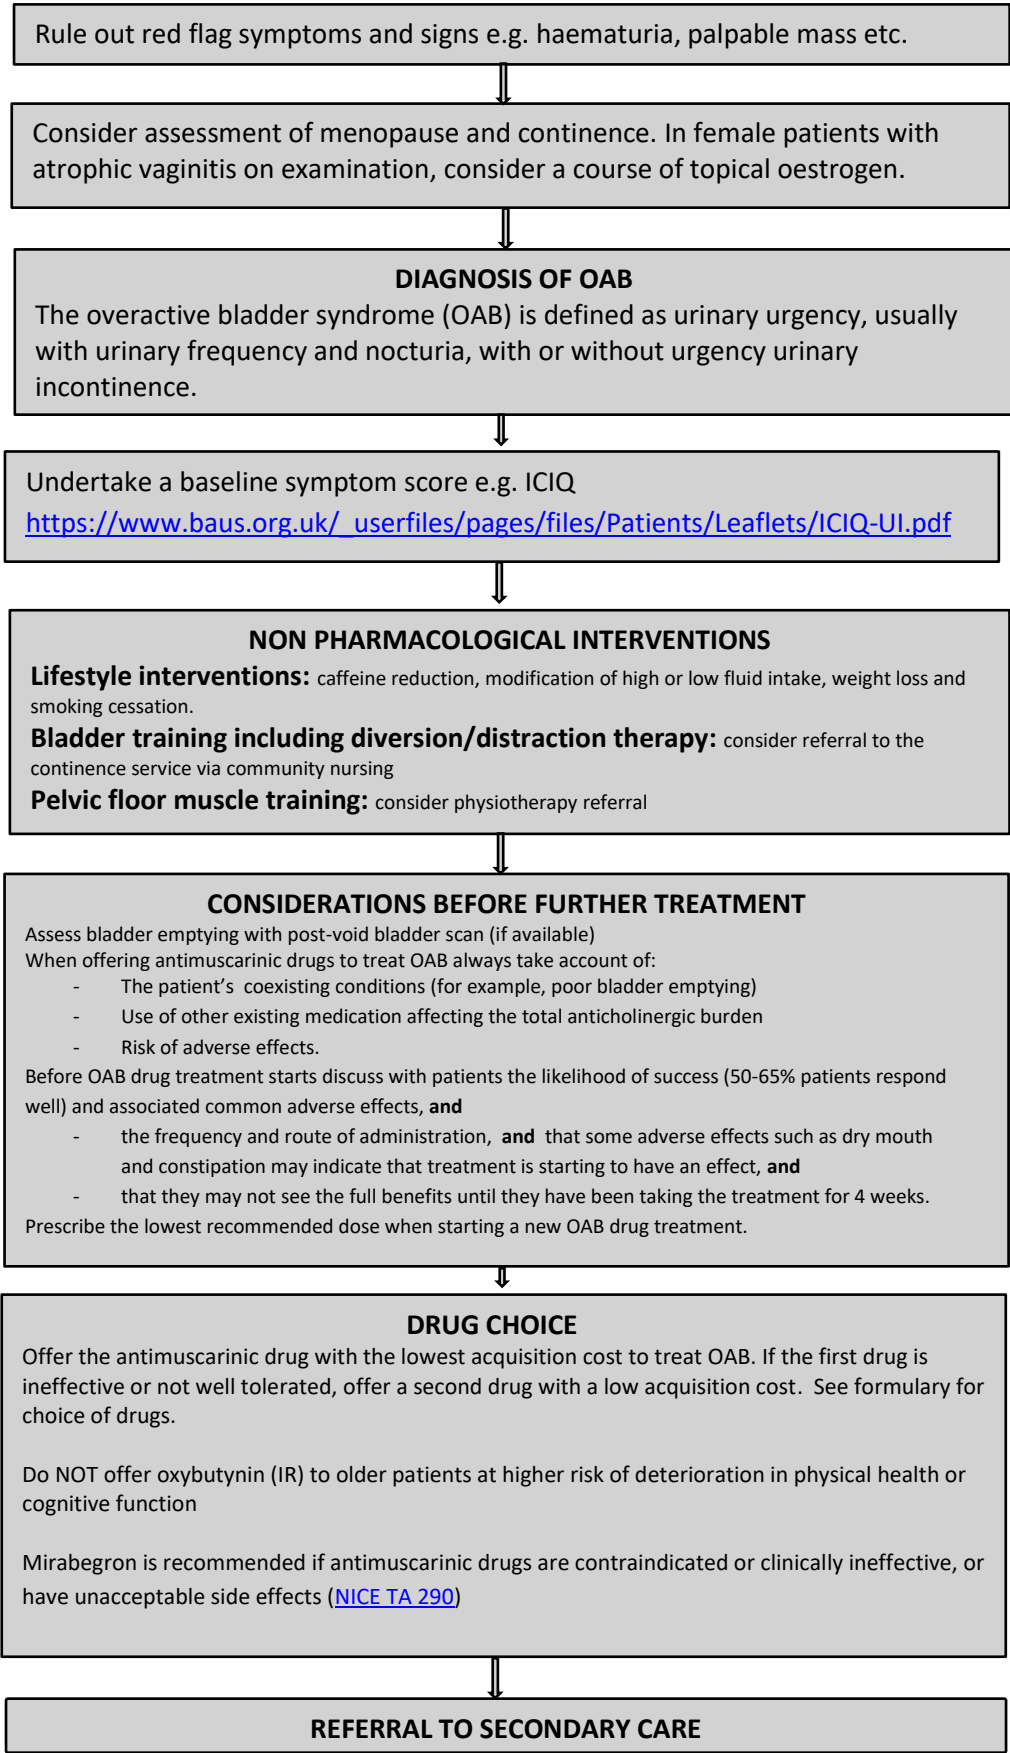 Rule out red flag symptoms and signs e.g. haematuria, palpable mass etc.
Consider assessment of menopause and continence. In female patients with
atrophic vaginitis on examination, consider a course of topical oestrogen.
DIAGNOSIS OF OAB
The overactive bladder syndrome (OAB) is defined as urinary urgency, usually
with urinary frequency and nocturia, with or without urgency urinary
incontinence.
Undertake a baseline symptom score e.g. ICIQ
https://www.baus.org.uk/_userfiles/pages/files/Patients/Leaflets/ICIQ-UI.pdf
NON PHARMACOLOGICAL INTERVENTIONS
Lifestyle interventions: caffeine reduction, modification of high or low fluid intake, weight loss and
smoking cessation.
Bladder training including diversion/distraction therapy: consider referral to the
continence service via community nursing
Pelvic floor muscle training: consider physiotherapy referral
CONSIDERATIONS BEFORE FURTHER TREATMENT
Assess bladder emptying with post-void bladder scan (if available)
When offering antimuscarinic drugs to treat OAB always take account of:
- The patient’s coexisting conditions (for example, poor bladder emptying)
- Use of other existing medication affecting the total anticholinergic burden
- Risk of adverse effects.
Before OAB drug treatment starts discuss with patients the likelihood of success (50-65% patients respond
well) and associated common adverse effects, and
- the frequency and route of administration, and that some adverse effects such as dry mouth
and constipation may indicate that treatment is starting to have an effect, and
- that they may not see the full benefits until they have been taking the treatment for 4 weeks.
Prescribe the lowest recommended dose when starting a new OAB drug treatment.
DRUG CHOICE
Offer the antimuscarinic drug with the lowest acquisition cost to treat OAB. If the first drug is
ineffective or not well tolerated, offer a second drug with a low acquisition cost. See formulary for
choice of drugs.
Do NOT offer oxybutynin (IR) to older patients at higher risk of deterioration in physical health or
cognitive function
Mirabegron is recommended if antimuscarinic drugs are contraindicated or clinically ineffective, or
have unacceptable side effects (NICE TA 290)
REFERRAL TO SECONDARY CARE